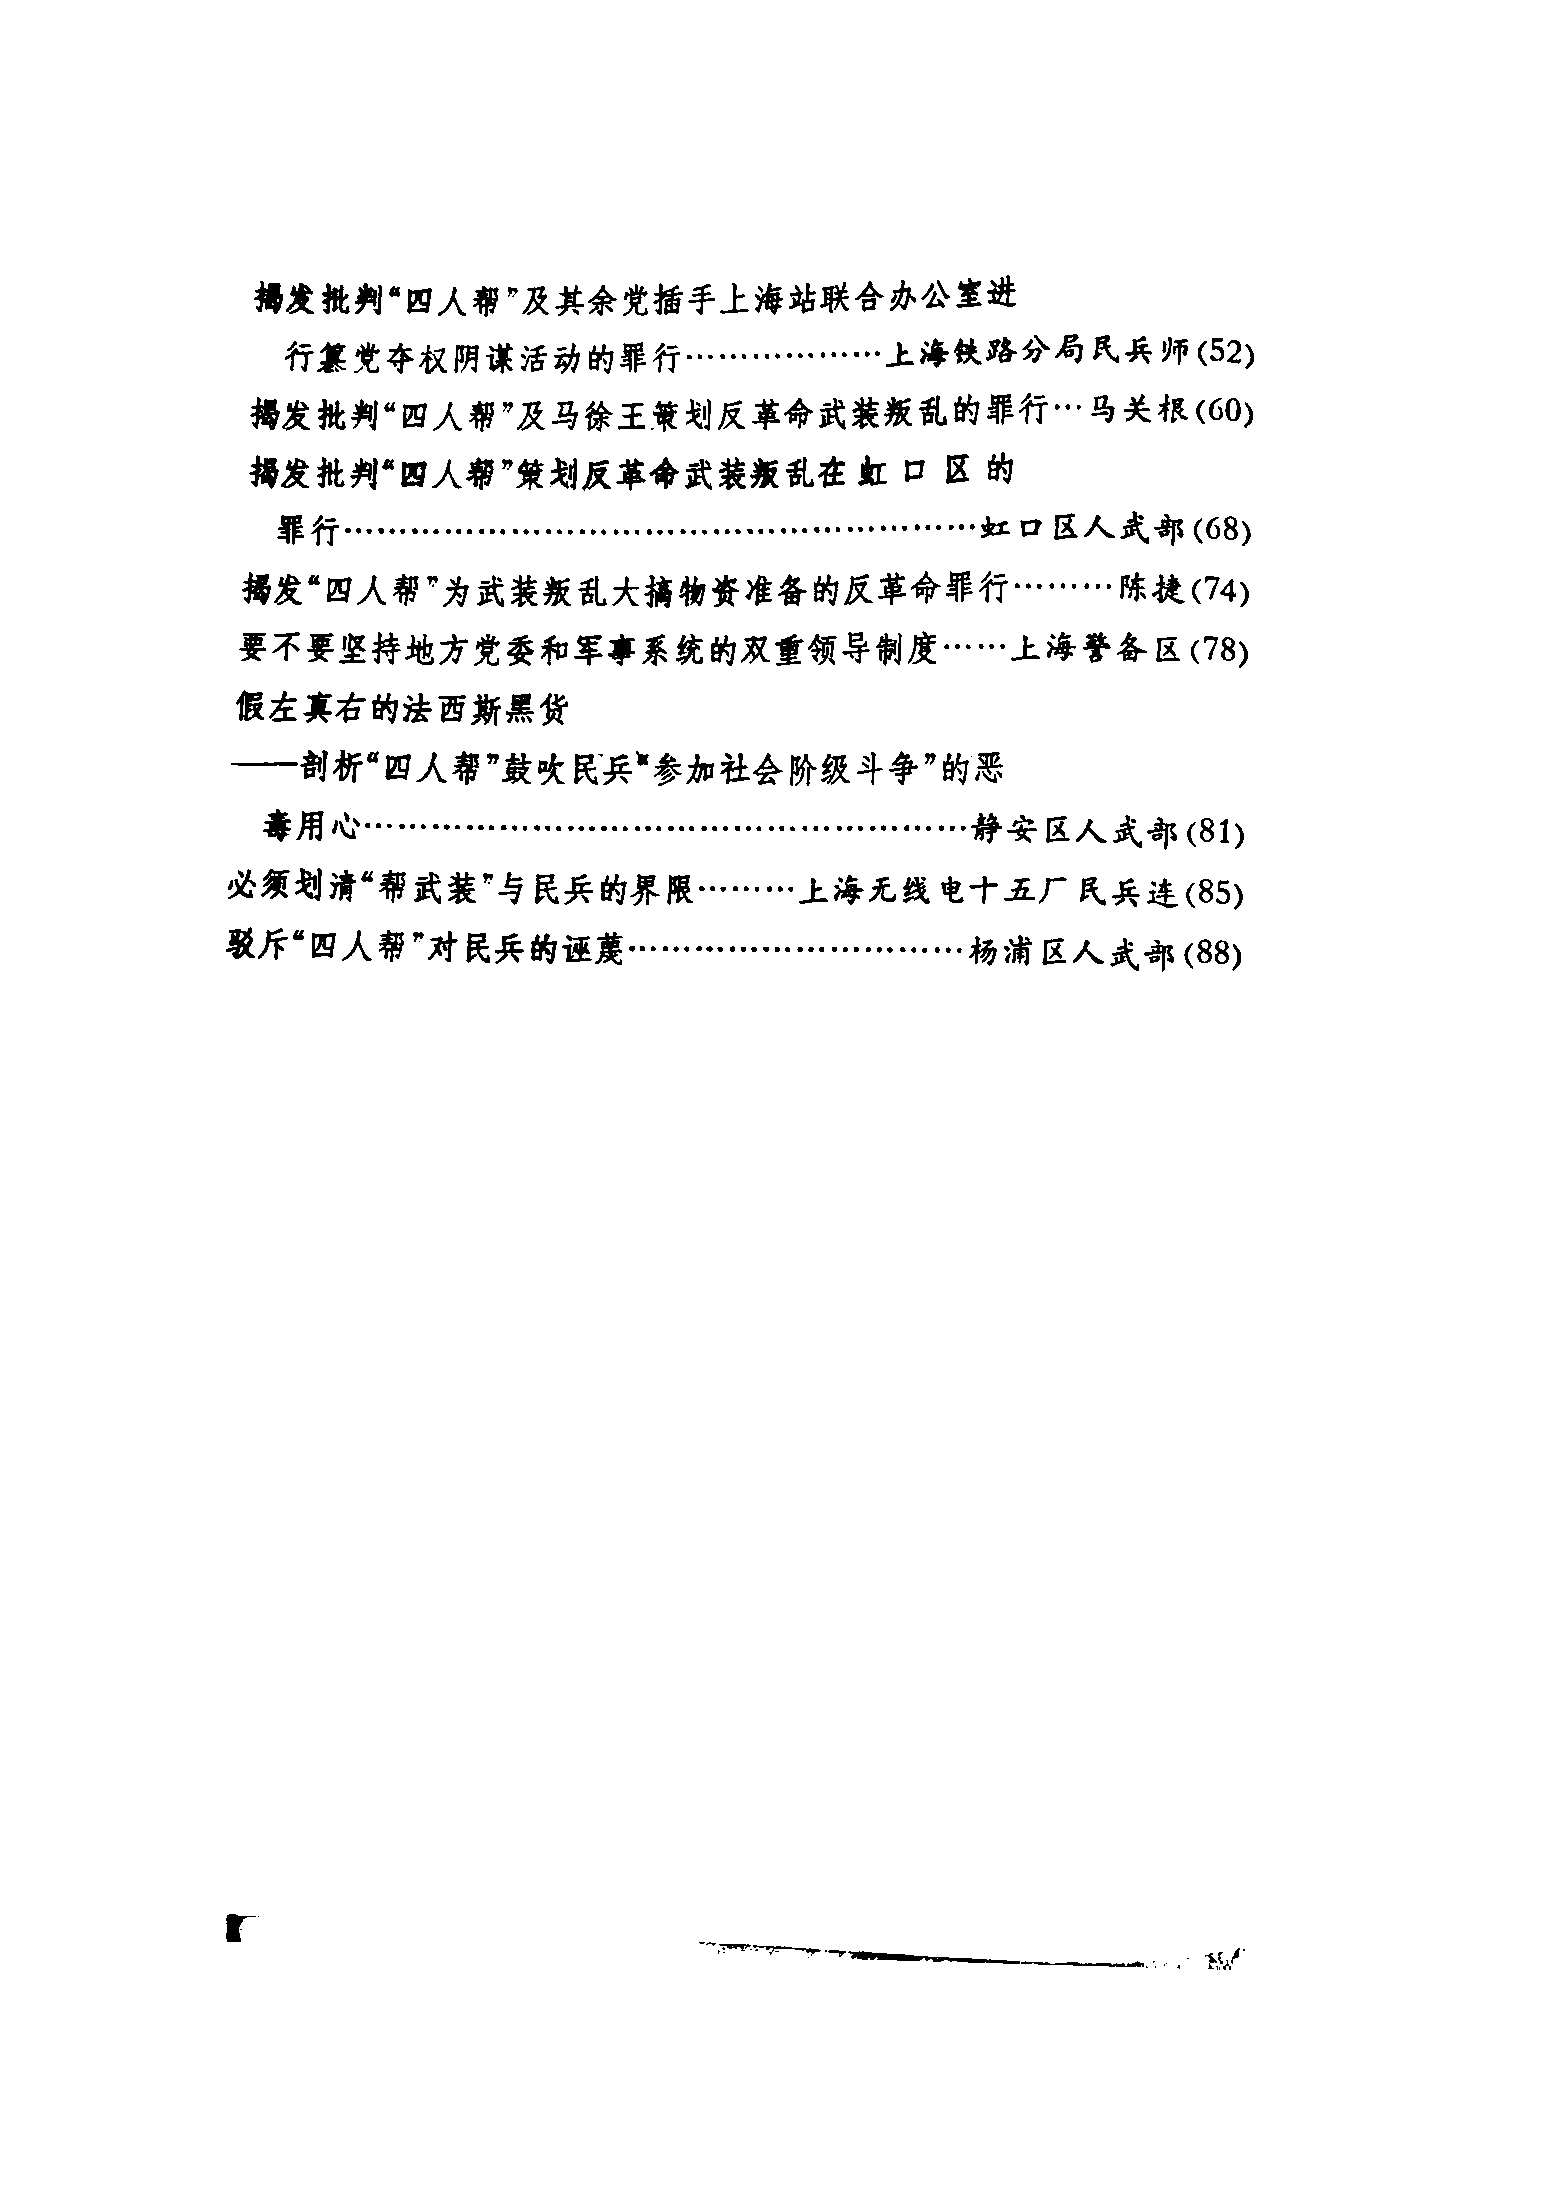 揭发批判“四人帮”及其余党插手上海站联合办公室进
行篡党夺权阴谋活动的罪行………………上海铁路分局民兵师(52)
揭发批判“四人帮”及马徐王策划反革命武装叛乱的罪行…马关根(60)
揭发批判“四人帮”策划反革命武装叛乱在虹口区的
罪行…………………………………………………虹口区人武部(68)
揭发“四人帮”为武装叛乱大搞物资准备的反革命罪行………陈捷(74)
要不要坚持地方党委和军事系统的双重领导制度……上海警备区(78)
假左真右的法西斯黑货
——剖析“四人帮”鼓吹民兵“参加社会阶级斗争”的恶
毒用心………………………………………………静安区人武部(81)
必须划清“帮武装”与民兵的界限………上海无线电十五厂民兵连(85)
驳斥“四人帮”对民兵的诬蔑…………………………杨浦区人武部(88)